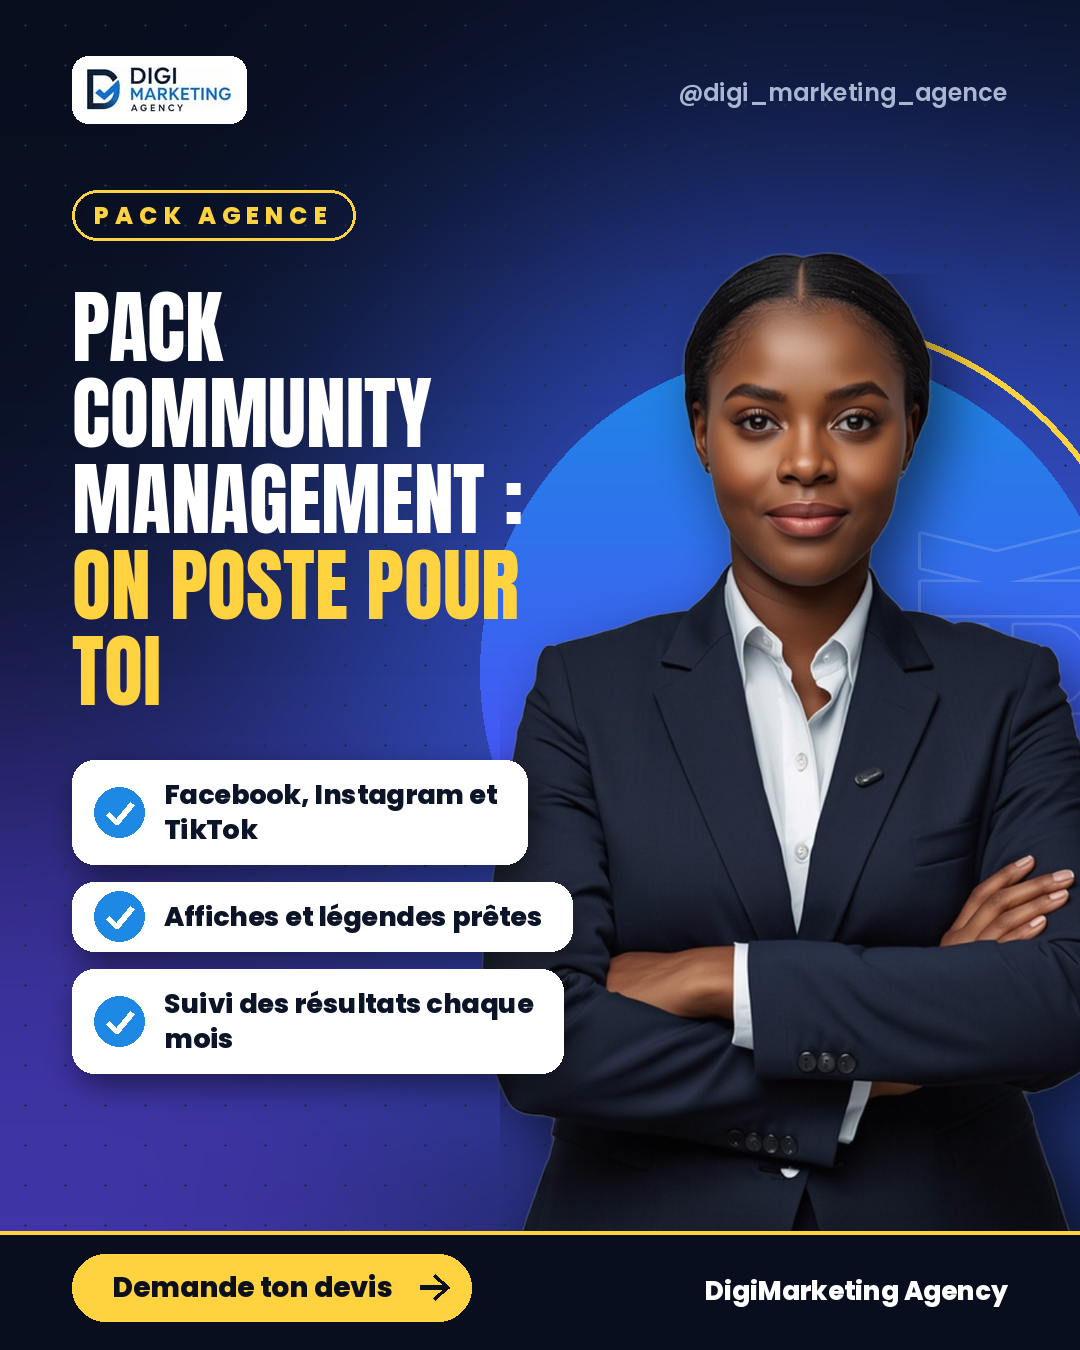 DIGI
MARKETING
AGENCY
@digi_marketing_agence
PACK AGENCE
PACK
COMMUNITY
MANAGEMENT :
ON POSTE POUR
TOI
Facebook, Instagram et
TikTok
Affiches et légendes prêtes
Suivi des résultats chaque
mois
Demande ton devis
DigiMarketing Agency